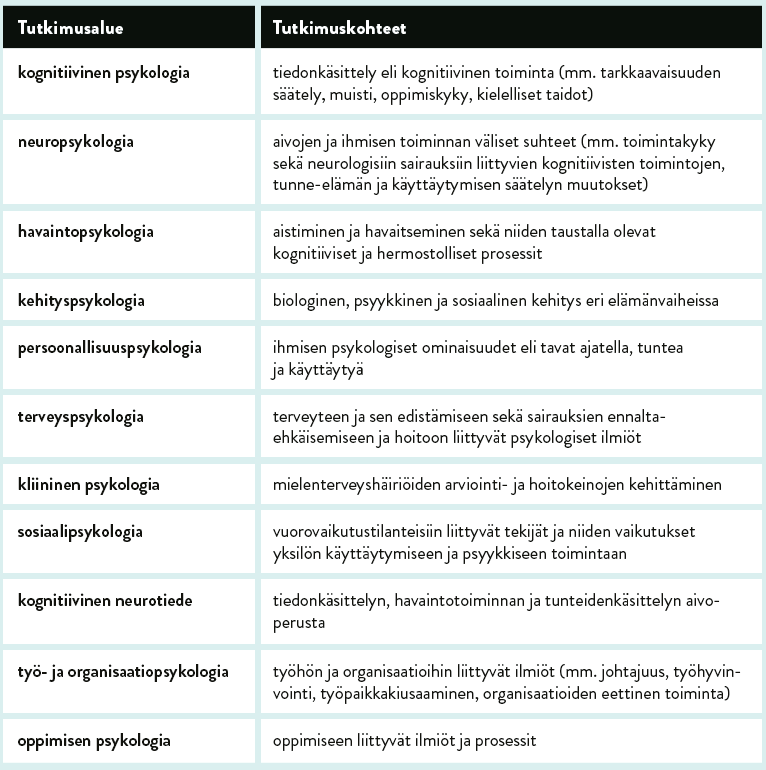 Tutkimusalue
Tutkimuskohteet
kognitiivinen psykologia
tiedonkäsittely eli kognitiivinen toiminta (mm. tarkkaavaisuuden
säätely, muisti, oppimiskyky, kielelliset taidot)
neuropsykologia
aivojen ja ihmisen toiminnan väliset suhteet (mm. toimintakyky
sekä neurologisiin sairauksiin liittyvien kognitiivisten toimintojen,
tunne-elämän ja käyttäytymisen säätelyn muutokset)
havaintopsykologia
aistiminen ja havaitseminen sekä niiden taustalla olevat
kognitiiviset ja hermostolliset prosessit
kehityspsykologia
biologinen, psyykkinen ja sosiaalinen kehitys eri elämänvaiheissa
persoonallisuuspsykologia
ihmisen psykologiset ominaisuudet eli tavat ajatella, tuntea
ja käyttäytyä
terveyspsykologia
terveyteen ja sen edistämiseen sekä sairauksien ennalta-
ehkäisemiseen ja hoitoon liittyvät psykologiset ilmiöt
kliininen psykologia
mielenterveyshäiriöiden arviointi- ja hoitokeinojen kehittäminen
sosiaalipsykologia
vuorovaikutustilanteisiin liittyvät tekijät ja niiden vaikutukset
yksilön käyttäytymiseen ja psyykkiseen toimintaan
kognitiivinen neurotiede
tiedonkäsittelyn, havaintotoiminnan ja tunteidenkäsittelyn aivo-
perusta
työ- ja organisaatiopsykologia
työhön ja organisaatioihin liittyvät ilmiöt (mm. johtajuus, työhyvin-
vointi, työpaikkakiusaaminen, organisaatioiden eettinen toiminta)
oppimisen psykologia
oppimiseen liittyvät ilmiöt ja prosessit